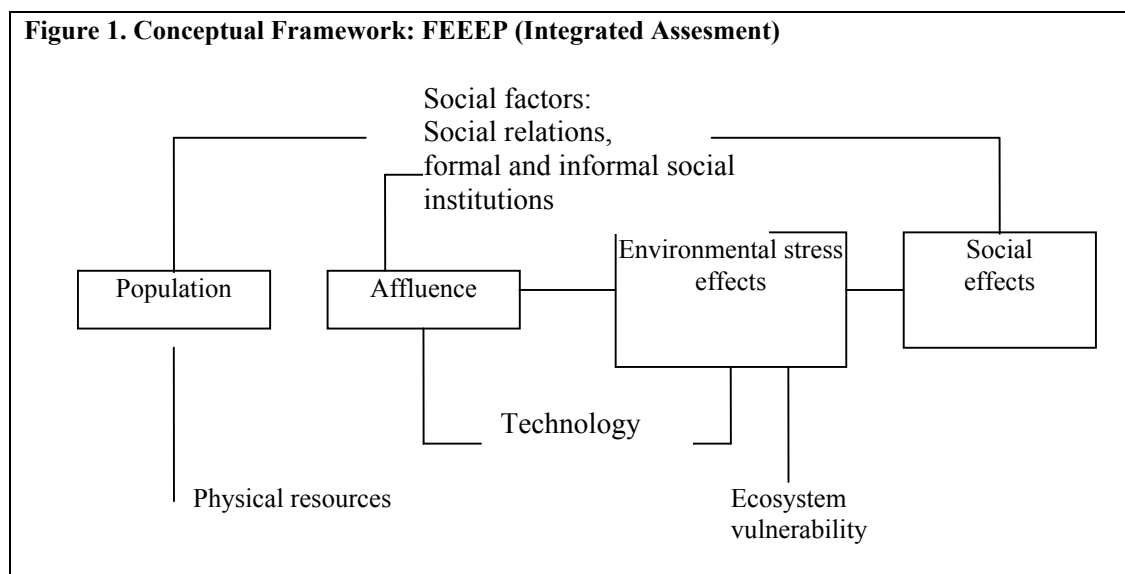 Figure 1. Conceptual Framework: FEEEP (Integrated Assesment)
Social factors:
Social relations,
formal and informal social
institutions
Population
Affluence
Environmental stress
effects
Social
effects
Technology
Physical resources
Ecosystem
vulnerability